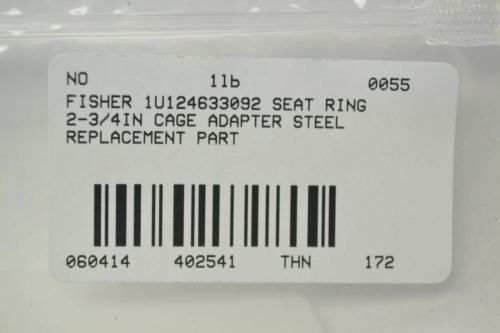 NO 1lb 0055
FISHER 1U124633092 SEAT RING
2-3/4IN CAGE ADAPTER STEEL
REPLACEMENT PART
060414 402541 THN 172